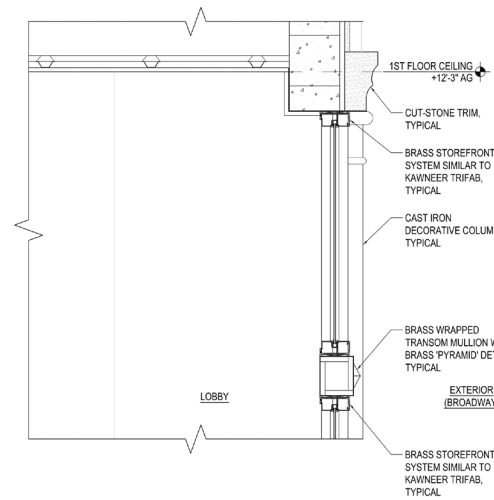 1ST FLOOR CEILING
+12'-3" AG
CUT-STONE TRIM,
TYPICAL
BRASS STOREFRONT
SYSTEM SIMILAR TO
KAWNEER TRIFAB,
TYPICAL
CAST IRON
DECORATIVE COLUM
TYPICAL
BRASS WRAPPED
TRANSOM MULLION W
BRASS 'PYRAMID' DET
TYPICAL
LOBBY
EXTERIOR
(BROADWAY
BRASS STOREFRONT
SYSTEM SIMILAR TO
KAWNEER TRIFAB,
TYPICAL